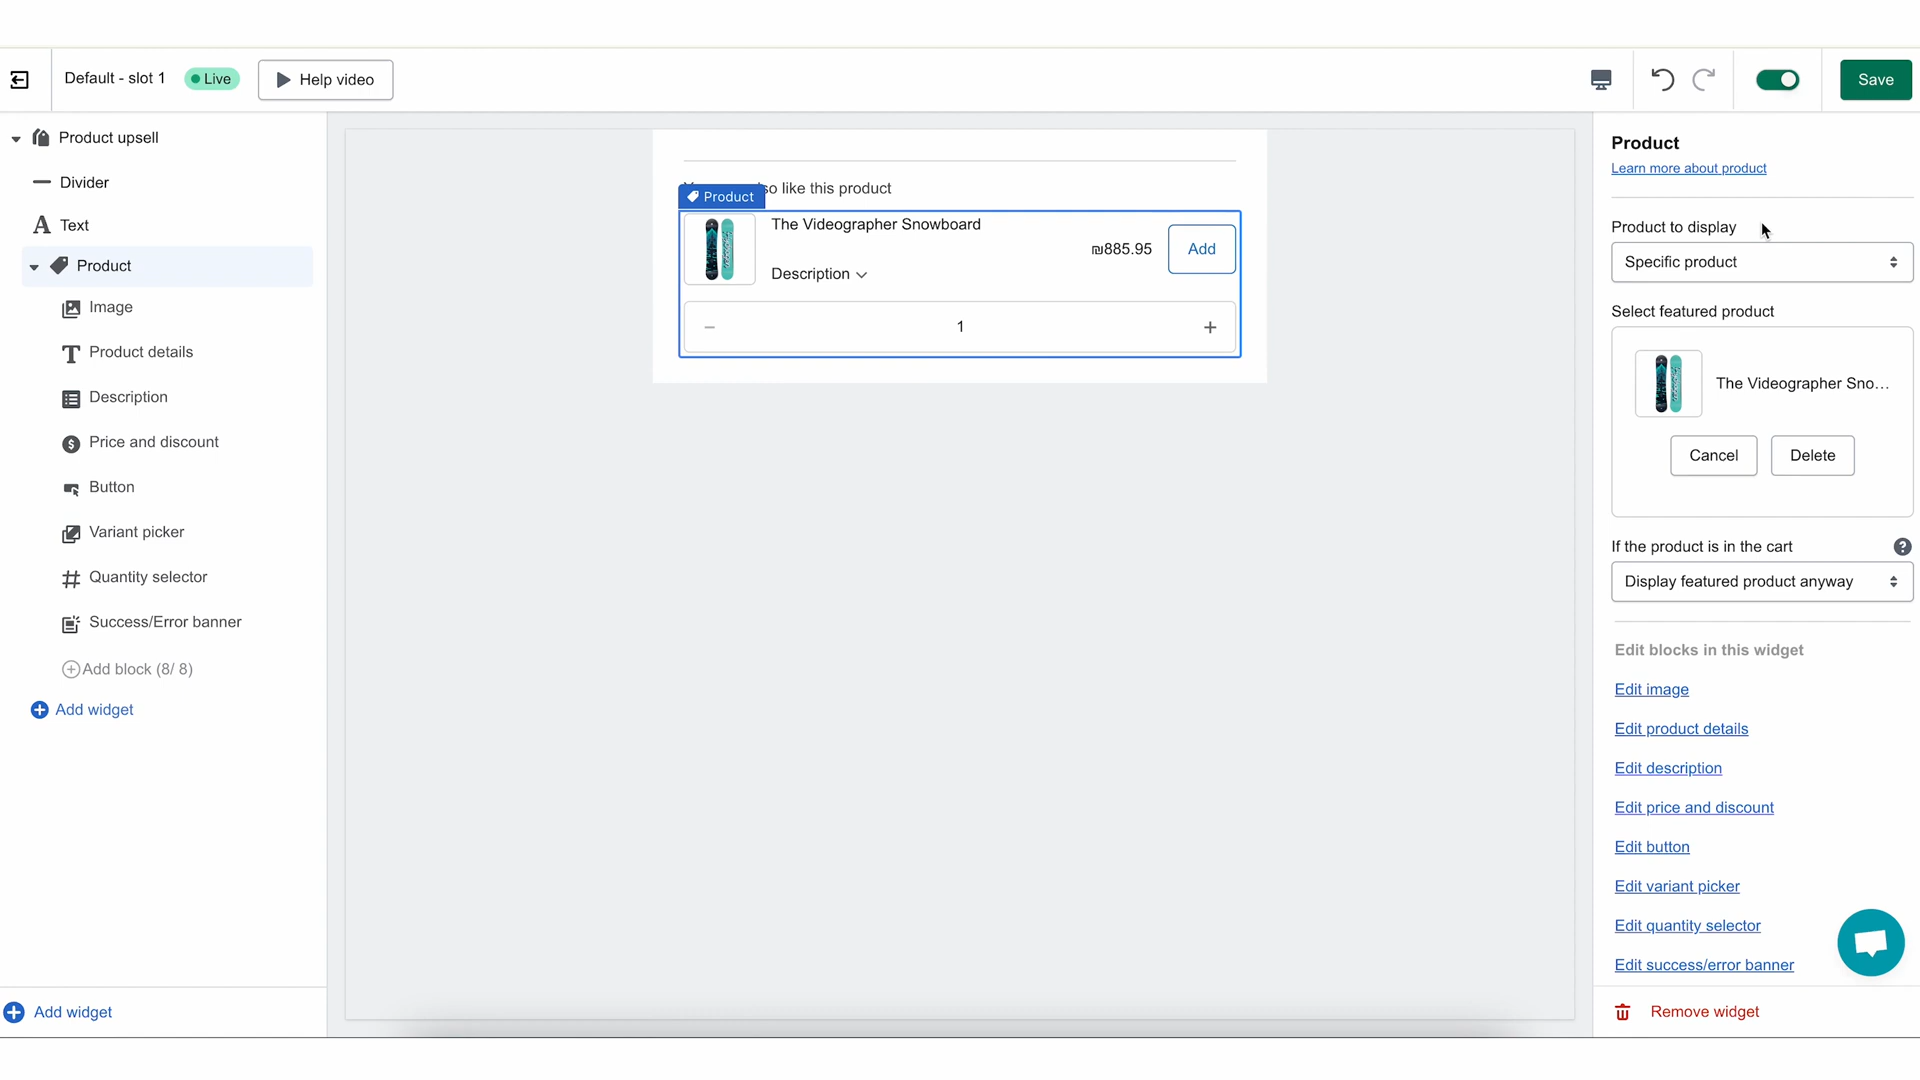 Default - slot 1
Live
Help video
Save
Product upsell
Divider
Text
Product
Image
Product details
Description
Price and discount
Button
Variant picker
Quantity selector
Success/Error banner
Add block (8/ 8)
Add widget
Add widget
so like this product
Product
The Videographer Snowboard
₪885.95
Add
Description
1
Product
Learn more about product
Product to display
Specific product
Select featured product
The Videographer Sno...
Cancel
Delete
If the product is in the cart
Display featured product anyway
Edit blocks in this widget
Edit image
Edit product details
Edit description
Edit price and discount
Edit button
Edit variant picker
Edit quantity selector
Edit success/error banner
Remove widget